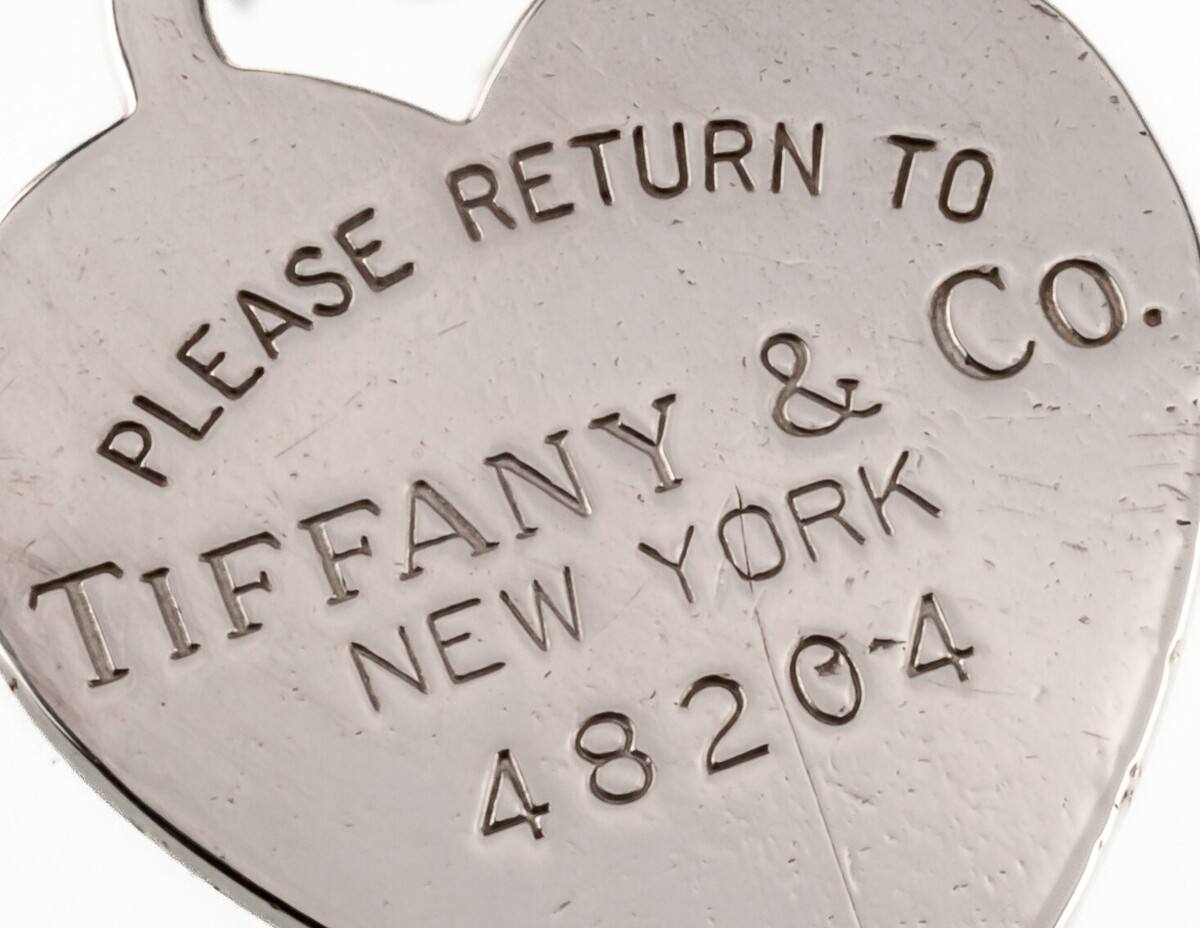 PLEASE RETURN TO
TIFFANY & CO.
NEW YORK
48204